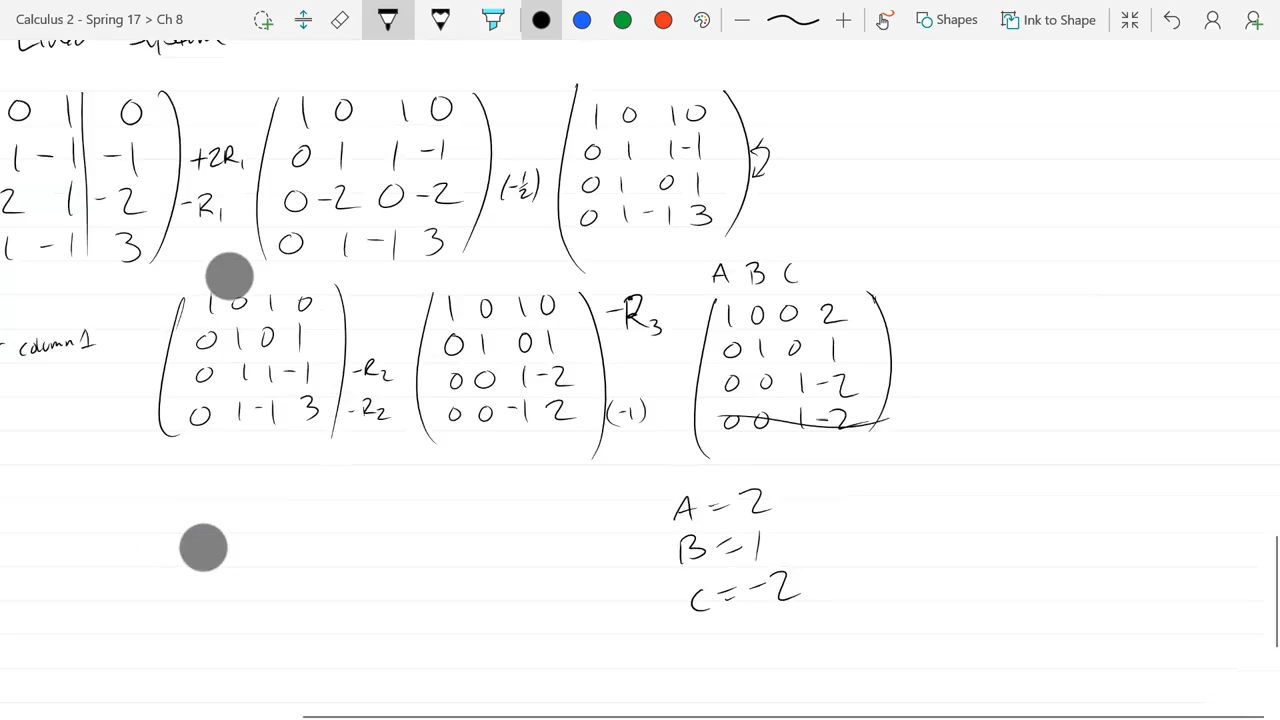 Calculus 2 - Spring 17 > Ch 8
Shapes
Ink to Shape
Linear System
0 1 | 0
1 -1 | -1
2 1 | -2
1 -1 | 3
+2R₁
-R₁
1 0 1 0
0 1 1 -1
0 -2 0 -2
0 1 -1 3
(-1/2)
1 0 1 0
0 1 1 -1
0 1 0 1
0 1 -1 3
column 1
1 0 1 0
0 1 0 1
0 1 1 -1
0 1 -1 3
-R₂
-R₂
1 0 1 0
0 1 0 1
0 0 1 -2
0 0 -1 2
-R₃
(-1)
A B C
1 0 0 2
0 1 0 1
0 0 1 -2
0 0 1 -2
A = 2
B = 1
C = -2